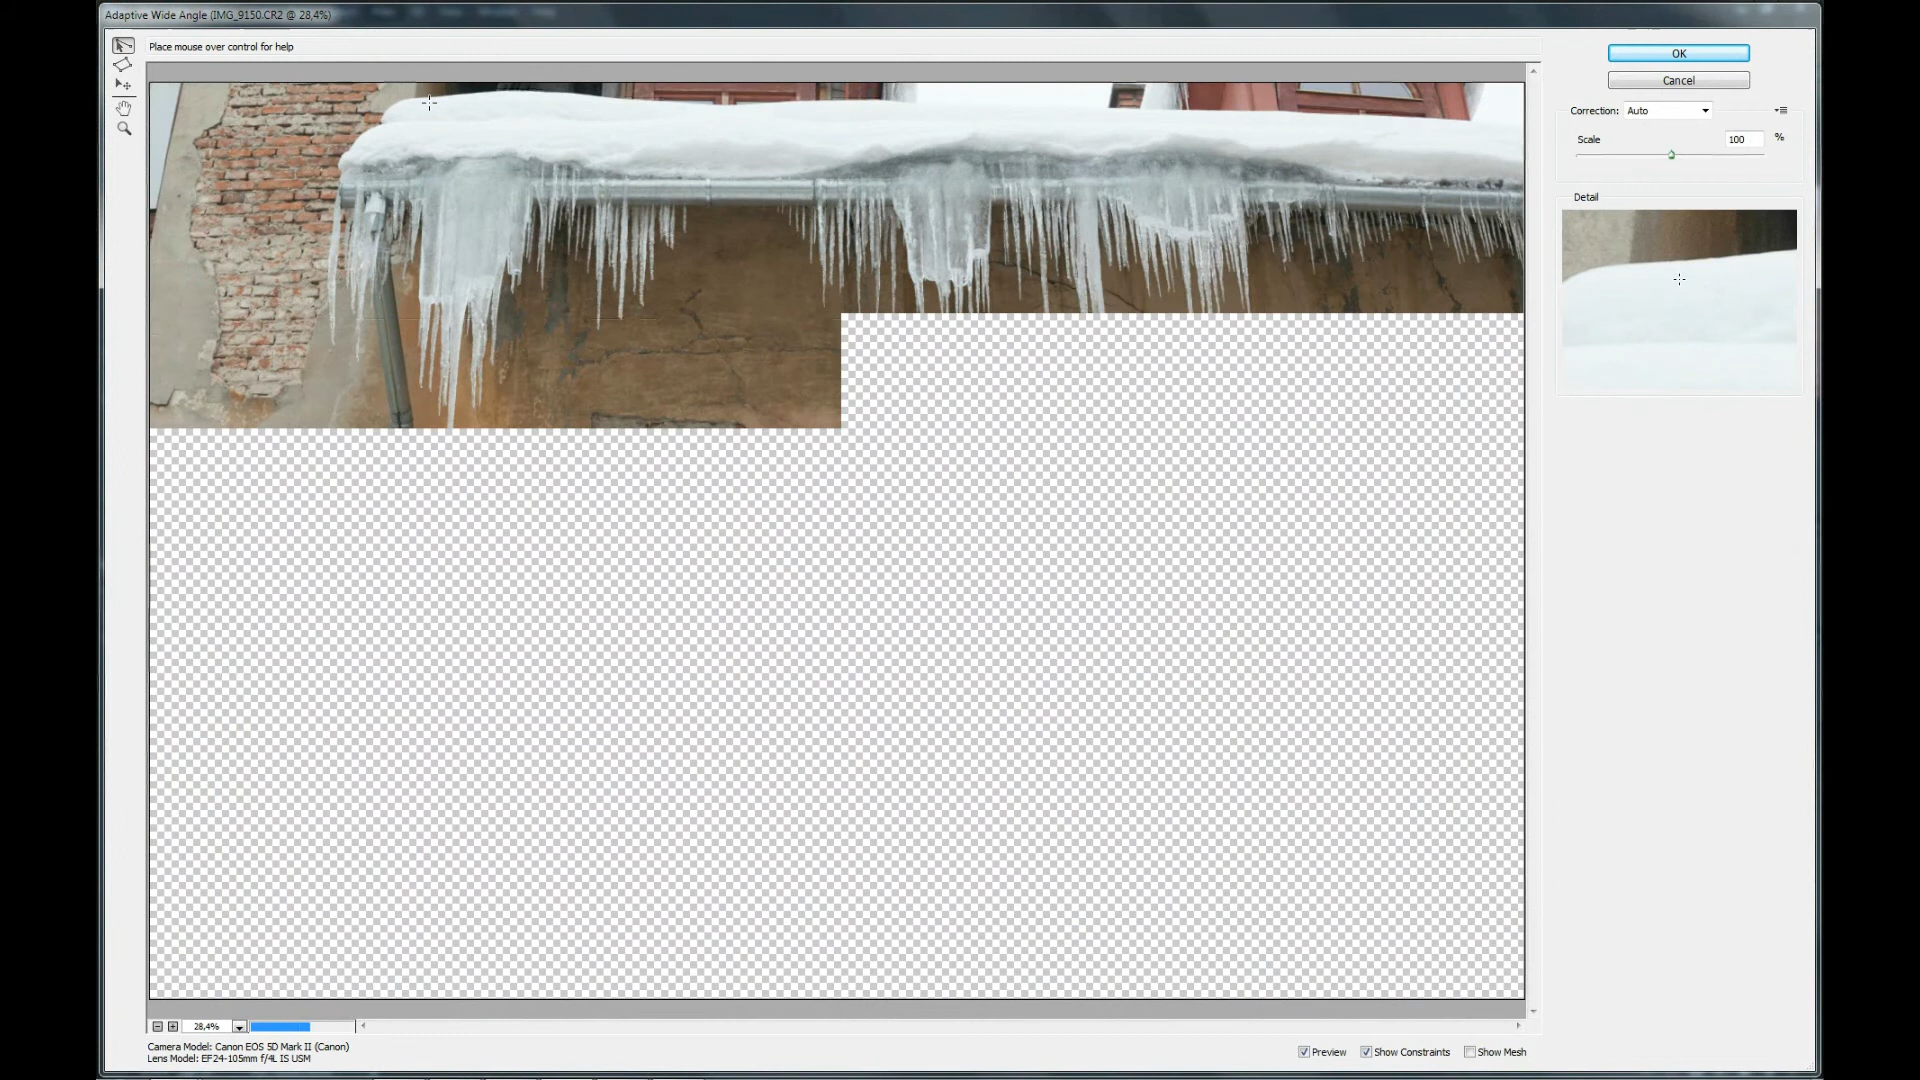 Adaptive Wide Angle (IMG_9150.CR2 @ 28,4%)
Place mouse over control for help
OK
Cancel
Correction: Auto
Scale 100 %
Detail
28,4%
Camera Model: Canon EOS 5D Mark II (Canon)
Lens Model: EF24-105mm f/4L IS USM
Preview Show Constraints Show Mesh